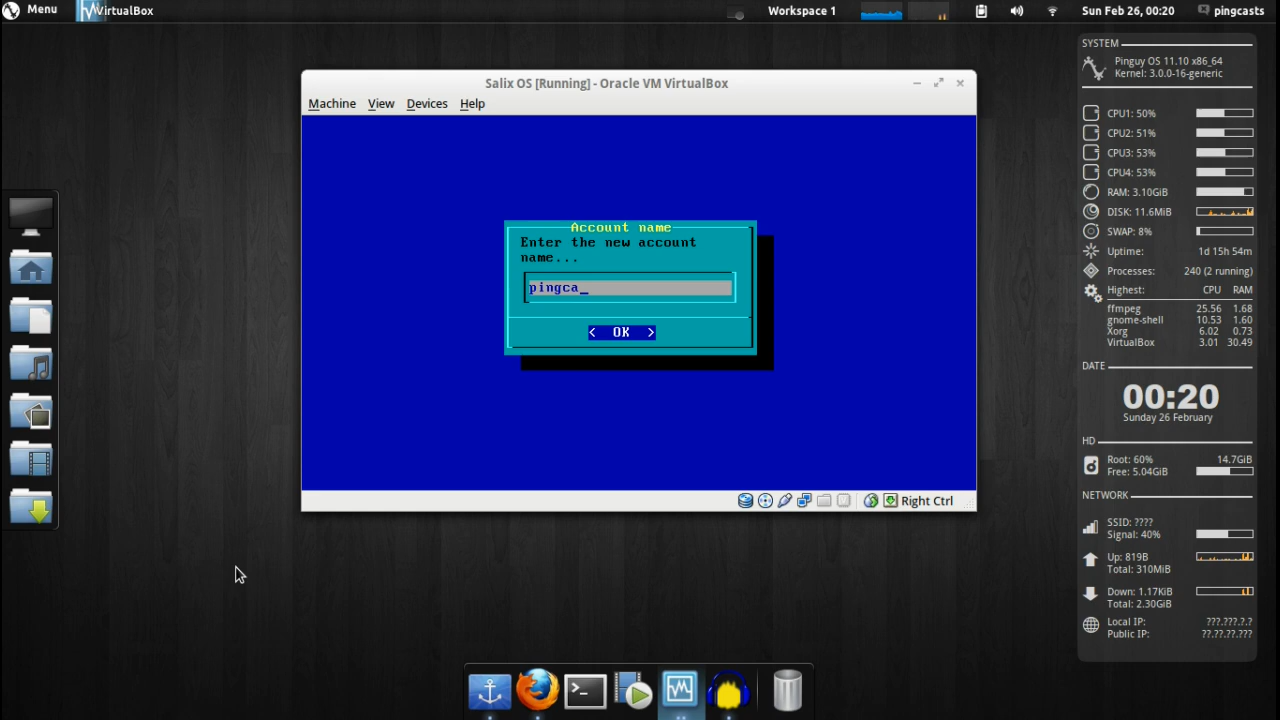 Menu
VirtualBox
Workspace 1
Sun Feb 26, 00:20
pingcasts
Salix OS [Running] - Oracle VM VirtualBox
Machine View Devices Help
Account name
Enter the new account
name...
pingca_
< OK >
Right Ctrl
SYSTEM
Pinguy OS 11.10 x86_64
Kernel: 3.0.0-16-generic
CPU1: 50%
CPU2: 51%
CPU3: 53%
CPU4: 53%
RAM: 3.10GiB
DISK: 11.6MiB
SWAP: 8%
Uptime: 1d 15h 54m
Processes: 240 (2 running)
Highest: CPU RAM
ffmpeg 25.56 1.68
gnome-shell 10.53 1.60
Xorg 6.02 0.73
VirtualBox 3.01 30.49
DATE
00:20
Sunday 26 February
HD
Root: 60% 14.7GiB
Free: 5.04GiB
NETWORK
SSID: ????
Signal: 40%
Up: 819B
Total: 310MiB
Down: 1.17KiB
Total: 2.30GiB
Local IP: ???.???.?.?
Public IP: ??.??.??.???